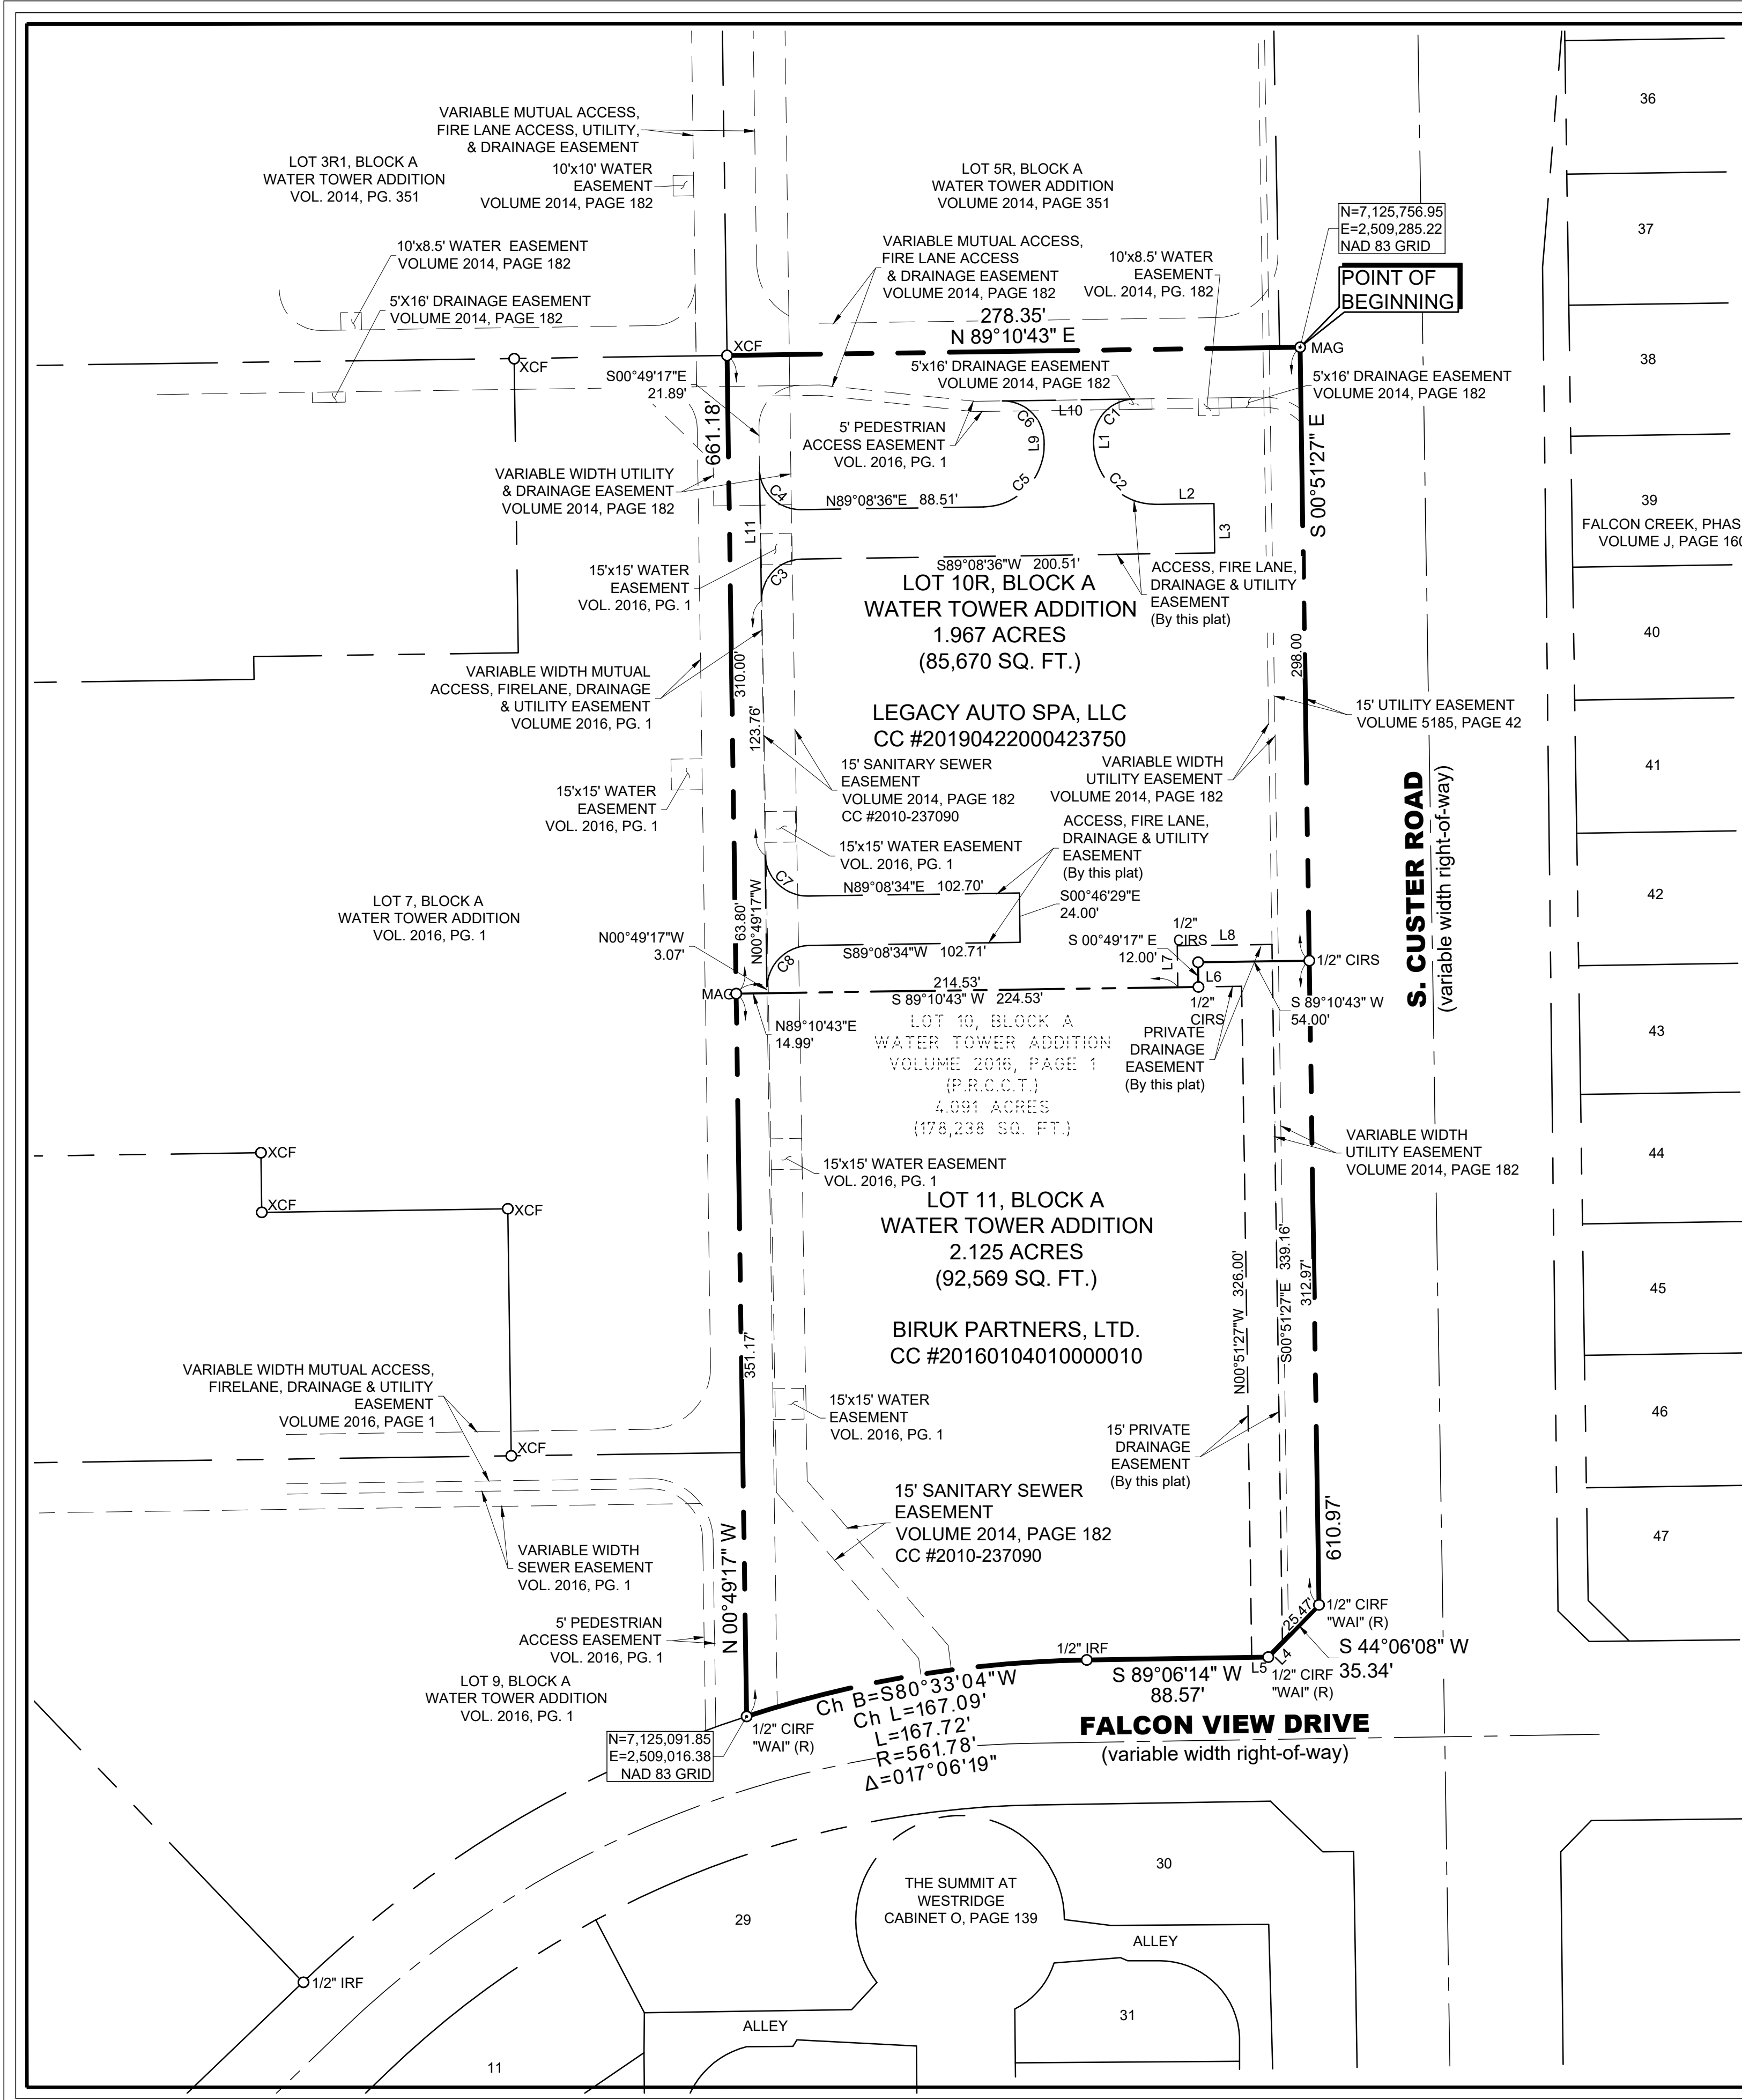 VARIABLE MUTUAL ACCESS,
FIRE LANE ACCESS, UTILITY,
& DRAINAGE EASEMENT
LOT 3R1, BLOCK A
WATER TOWER ADDITION
VOL. 2014, PG. 351
10'x10' WATER
EASEMENT
VOLUME 2014, PAGE 182
LOT 5R, BLOCK A
WATER TOWER ADDITION
VOLUME 2014, PAGE 351
36
37
38
39
FALCON CREEK, PHAS
VOLUME J, PAGE 160
40
41
42
43
44
45
46
47
N=7,125,756.95
E=2,509,285.22
NAD 83 GRID
POINT OF
BEGINNING
10'x8.5' WATER EASEMENT
VOLUME 2014, PAGE 182
5'X16' DRAINAGE EASEMENT
VOLUME 2014, PAGE 182
VARIABLE MUTUAL ACCESS,
FIRE LANE ACCESS
& DRAINAGE EASEMENT
VOLUME 2014, PAGE 182
10'x8.5' WATER
EASEMENT
VOL. 2014, PG. 182
278.35'
N 89°10'43" E
XCF
XCF
MAG
S00°49'17"E
21.89'
5'x16' DRAINAGE EASEMENT
VOLUME 2014, PAGE 182
5'x16' DRAINAGE EASEMENT
VOLUME 2014, PAGE 182
661.18'
5' PEDESTRIAN
ACCESS EASEMENT
VOL. 2016, PG. 1
C6
L10
C1
L9
L1
C5
C2
S 00°51'27" E
VARIABLE WIDTH UTILITY
& DRAINAGE EASEMENT
VOLUME 2014, PAGE 182
C4
N89°08'36"E 88.51'
L2
L11
L3
15'x15' WATER
EASEMENT
VOL. 2016, PG. 1
C3
S89°08'36"W 200.51'
ACCESS, FIRE LANE,
DRAINAGE & UTILITY
EASEMENT
(By this plat)
LOT 10R, BLOCK A
WATER TOWER ADDITION
1.967 ACRES
(85,670 SQ. FT.)
VARIABLE WIDTH MUTUAL
ACCESS, FIRELANE, DRAINAGE
& UTILITY EASEMENT
VOLUME 2016, PG. 1
310.00'
298.00
LEGACY AUTO SPA, LLC
CC #20190422000423750
15' UTILITY EASEMENT
VOLUME 5185, PAGE 42
123.76'
15' SANITARY SEWER
EASEMENT
VOLUME 2014, PAGE 182
CC #2010-237090
VARIABLE WIDTH
UTILITY EASEMENT
VOLUME 2014, PAGE 182
S. CUSTER ROAD
(variable width right-of-way)
15'x15' WATER
EASEMENT
VOL. 2016, PG. 1
ACCESS, FIRE LANE,
DRAINAGE & UTILITY
EASEMENT
(By this plat)
15'x15' WATER EASEMENT
VOL. 2016, PG. 1
C7
N89°08'34"E 102.70'
S00°46'29"E
24.00'
LOT 7, BLOCK A
WATER TOWER ADDITION
VOL. 2016, PG. 1
63.80'
N00°49'17"W
N00°49'17"W
3.07'
C8
S89°08'34"W 102.71'
S 00°49'17" E
12.00'
1/2"
CIRS
L8
L7
L6
1/2" CIRS
MAG
214.53'
S 89°10'43" W 224.53'
1/2"
CIRS
S 89°10'43" W
54.00'
N89°10'43"E
14.99'
LOT 10, BLOCK A
WATER TOWER ADDITION
VOLUME 2016, PAGE 1
(P.R.C.C.T.)
4.091 ACRES
(178,238 SQ. FT.)
PRIVATE
DRAINAGE
EASEMENT
(By this plat)
VARIABLE WIDTH
UTILITY EASEMENT
VOLUME 2014, PAGE 182
XCF
XCF
XCF
15'x15' WATER EASEMENT
VOL. 2016, PG. 1
LOT 11, BLOCK A
WATER TOWER ADDITION
2.125 ACRES
(92,569 SQ. FT.)
BIRUK PARTNERS, LTD.
CC #20160104010000010
N00°51'27"W 326.00'
S00°51'27"E 339.16'
312.97'
351.17'
VARIABLE WIDTH MUTUAL ACCESS,
FIRELANE, DRAINAGE & UTILITY
EASEMENT
VOLUME 2016, PAGE 1
15'x15' WATER
EASEMENT
VOL. 2016, PG. 1
15' PRIVATE
DRAINAGE
EASEMENT
(By this plat)
XCF
15' SANITARY SEWER
EASEMENT
VOLUME 2014, PAGE 182
CC #2010-237090
610.97'
VARIABLE WIDTH
SEWER EASEMENT
VOL. 2016, PG. 1
N 00°49'17" W
5' PEDESTRIAN
ACCESS EASEMENT
VOL. 2016, PG. 1
25.47'
1/2" CIRF
"WAI" (R)
S 44°06'08" W
35.34'
1/2" IRF
L4
L5
S 89°06'14" W
88.57'
1/2" CIRF
"WAI" (R)
LOT 9, BLOCK A
WATER TOWER ADDITION
VOL. 2016, PG. 1
Ch B=S80°33'04"W
Ch L=167.09'
L=167.72'
R=561.78'
Δ=017°06'19"
1/2" CIRF
"WAI" (R)
N=7,125,091.85
E=2,509,016.38
NAD 83 GRID
FALCON VIEW DRIVE
(variable width right-of-way)
30
THE SUMMIT AT
WESTRIDGE
CABINET O, PAGE 139
29
ALLEY
1/2" IRF
31
ALLEY
11